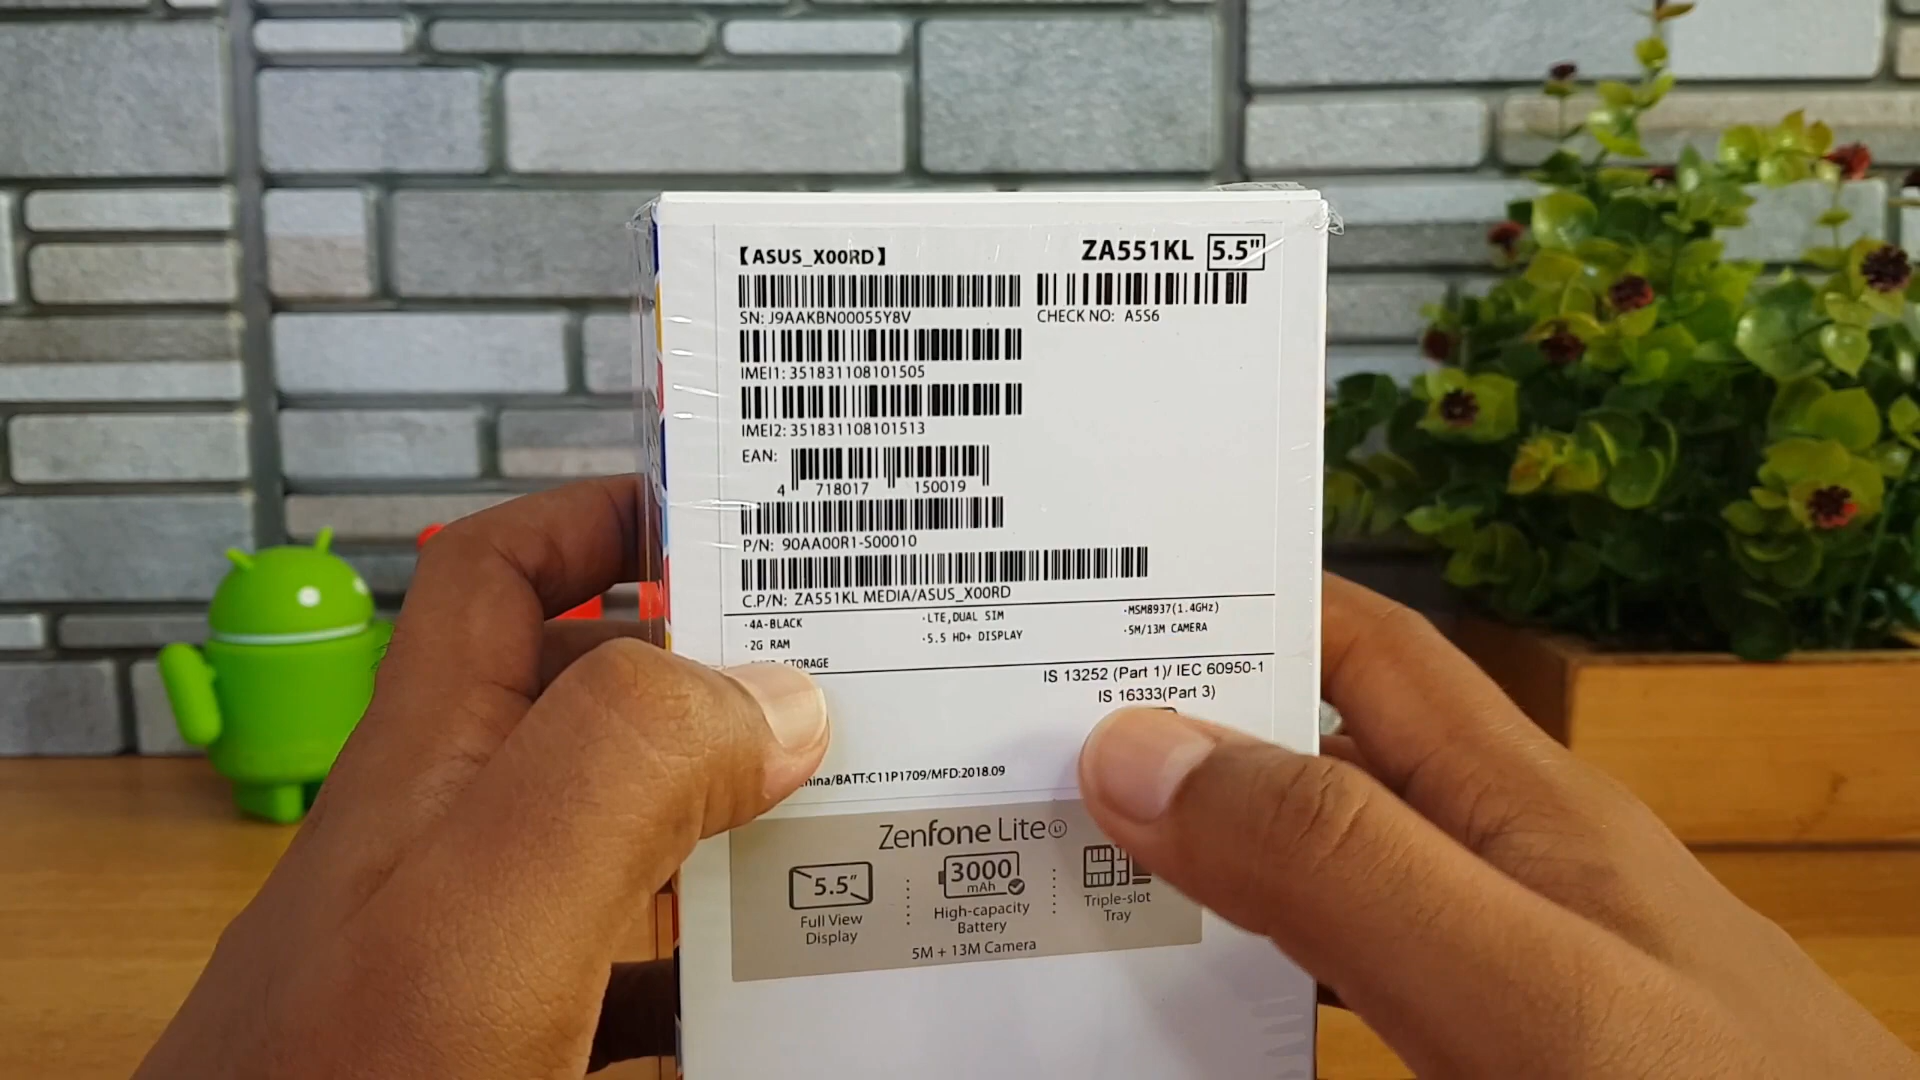 【ASUS_X00RD】
ZA551KL 5.5"
SN: J9AAKBN00055Y8V
CHECK NO: A5S6
IMEI1: 351831108101505
IMEI2: 351831108101513
EAN:
4 718017 150019
P/N: 90AA00R1-S00010
C.P/N: ZA551KL MEDIA/ASUS_X00RD
·4A-BLACK ·LTE,DUAL SIM ·MSM8937(1.4GHz)
·2G RAM ·5.5 HD+ DISPLAY ·5M/13M CAMERA
STORAGE
IS 13252 (Part 1)/ IEC 60950-1
IS 16333(Part 3)
/BATT:C11P1709/MFD:2018.09
Zenfone Lite L1
5.5"
3000
mAh
Full View
Display
High-capacity
Battery
Triple-slot
Tray
5M + 13M Camera